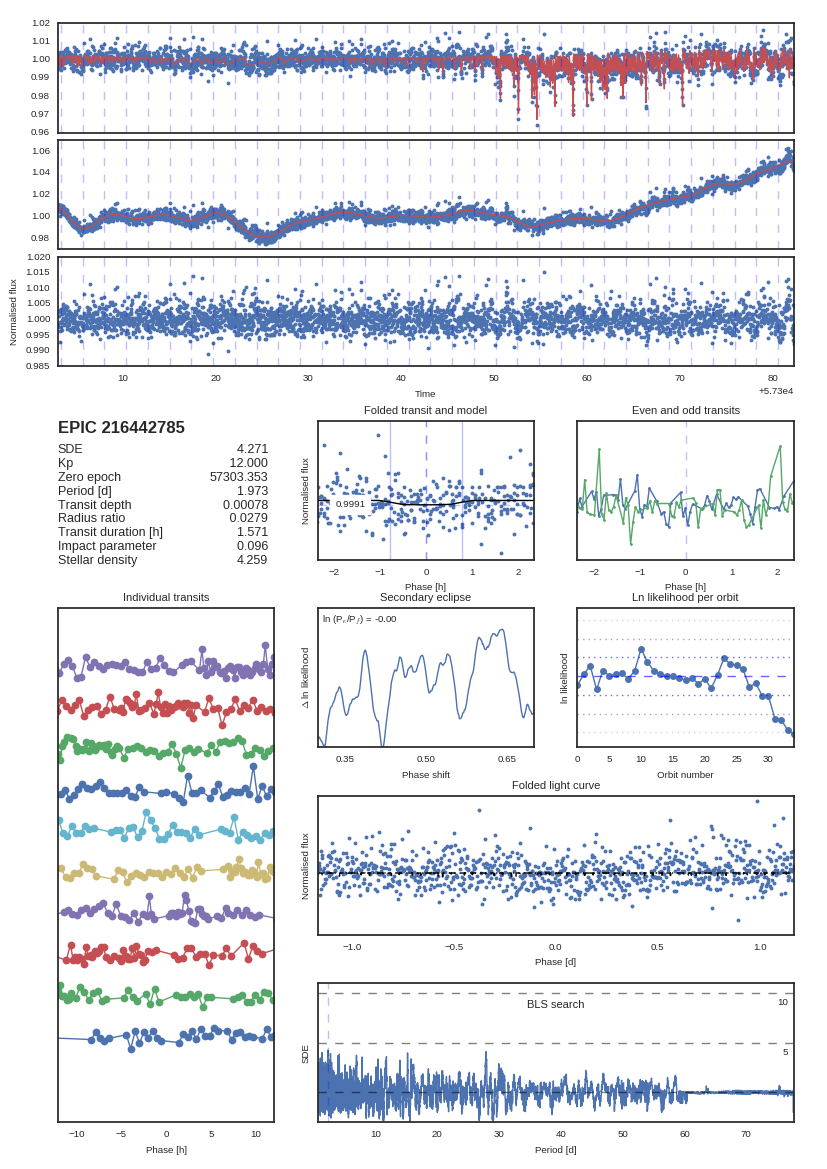 1.02
1.01
1.00
0.99
0.98
0.97
0.96
1.06
1.04
1.02
1.00
0.98
1.020
1.015
1.010
1.005
1.000
0.995
0.990
0.985
Normalised flux
10 20 30 40 50 60 70 80
Time
+5.73e4
EPIC 216442785
SDE 4.271
Kp 12.000
Zero epoch 57303.353
Period [d] 1.973
Transit depth 0.00078
Radius ratio 0.0279
Transit duration [h] 1.571
Impact parameter 0.096
Stellar density 4.259
Folded transit and model
Normalised flux
0.9991
−2 −1 0 1 2
Phase [h]
Even and odd transits
−2 −1 0 1 2
Phase [h]
Individual transits
−10 −5 0 5 10
Phase [h]
Secondary eclipse
ln (Pₑ/P𝑓) = -0.00
Δ ln likelihood
0.35 0.50 0.65
Phase shift
Ln likelihood per orbit
ln likelihood
0 5 10 15 20 25 30
Orbit number
Folded light curve
Normalised flux
−1.0 −0.5 0.0 0.5 1.0
Phase [d]
BLS search
10
5
SDE
10 20 30 40 50 60 70
Period [d]